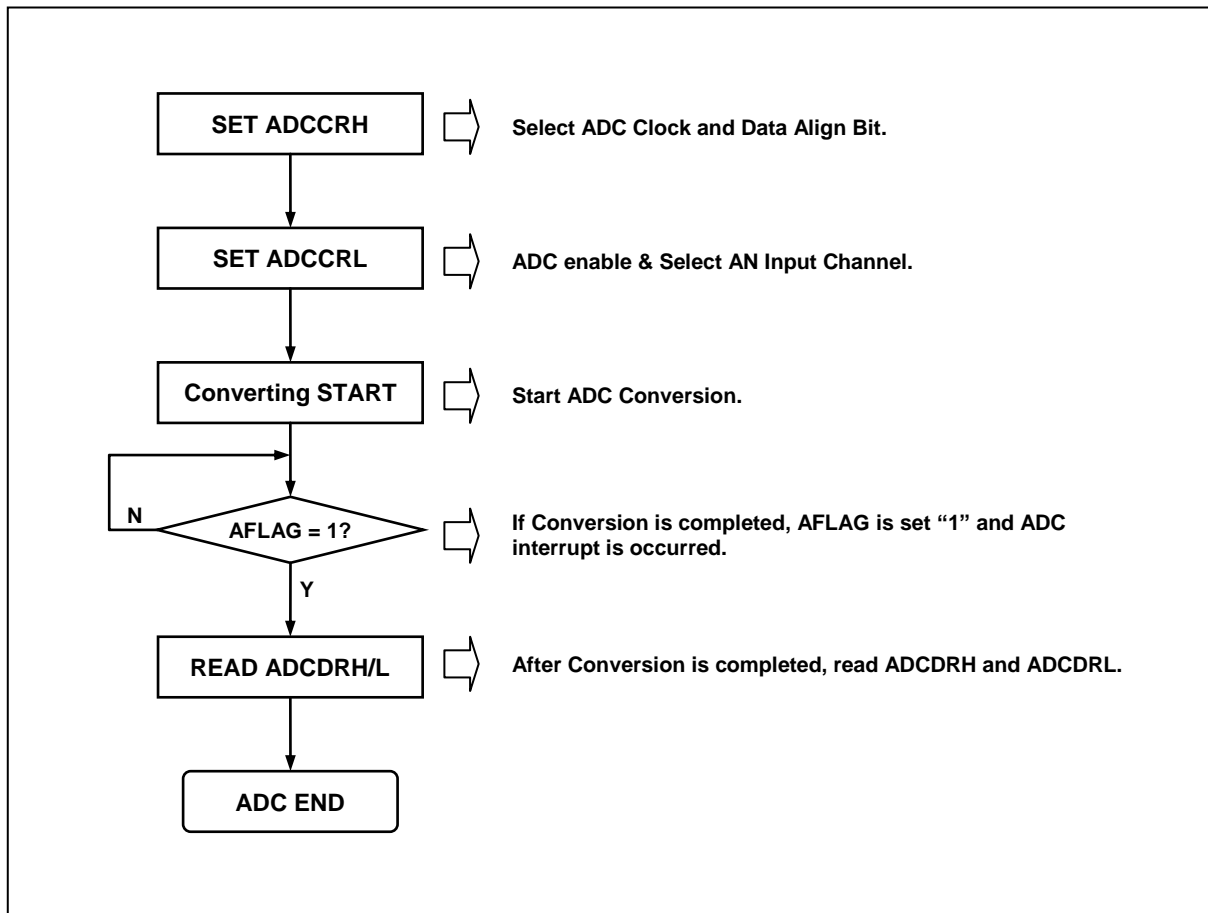 SET ADCCRH
Select ADC Clock and Data Align Bit.
SET ADCCRL
ADC enable & Select AN Input Channel.
Converting START
Start ADC Conversion.
N
AFLAG = 1?
If Conversion is completed, AFLAG is set “1” and ADC
interrupt is occurred.
Y
READ ADCDRH/L
After Conversion is completed, read ADCDRH and ADCDRL.
ADC END